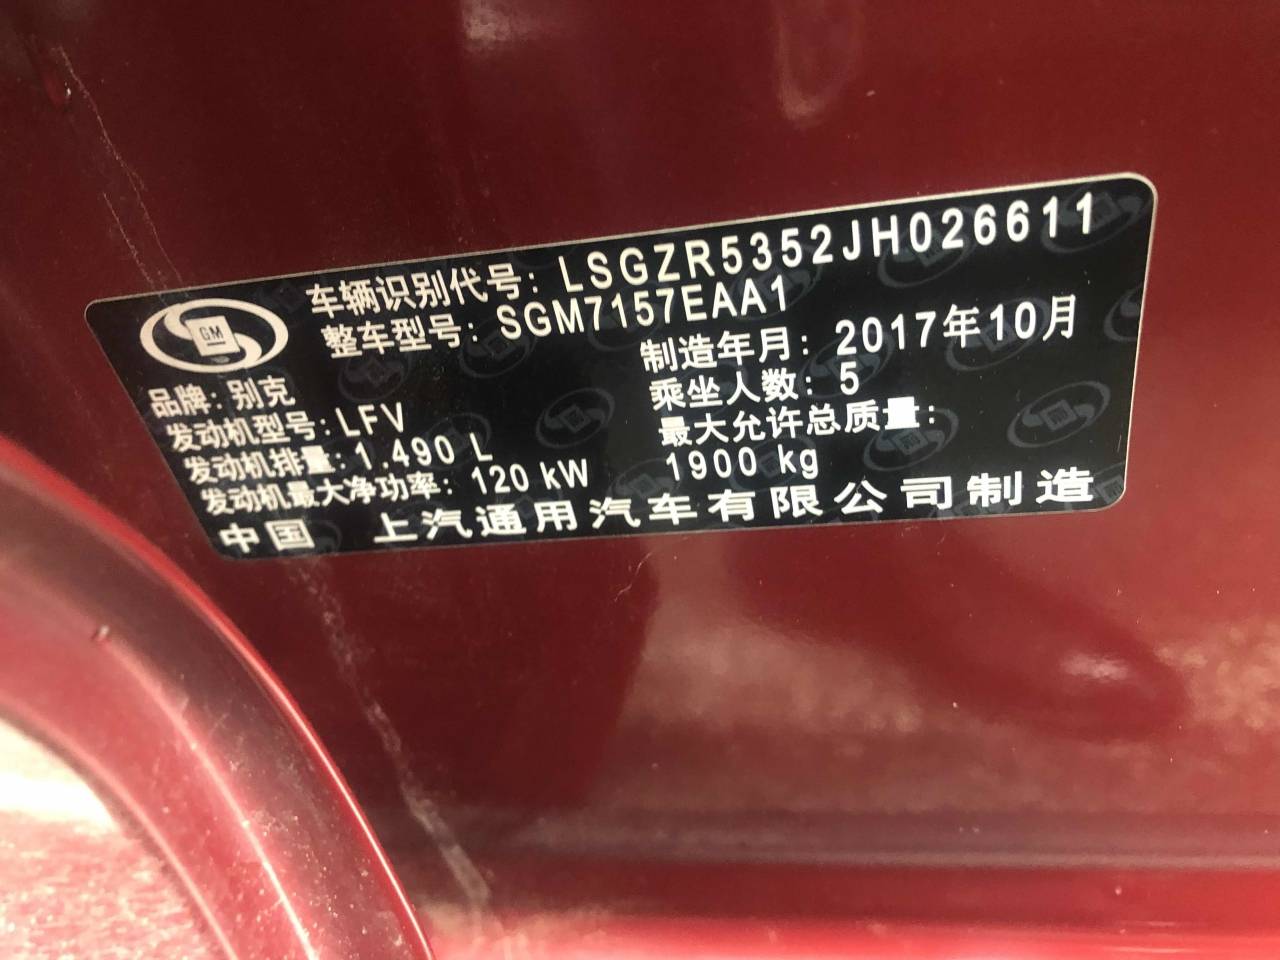 GM
车辆识别代号: LSGZR5352JH026611
整车型号: SGM7157EAA1
品牌: 别克
制造年月: 2017年10月
发动机型号: LFV
乘坐人数: 5
发动机排量: 1.490 L
最大允许总质量:
1900 kg
发动机最大净功率: 120 kW
中国 上汽通用汽车有限公司制造